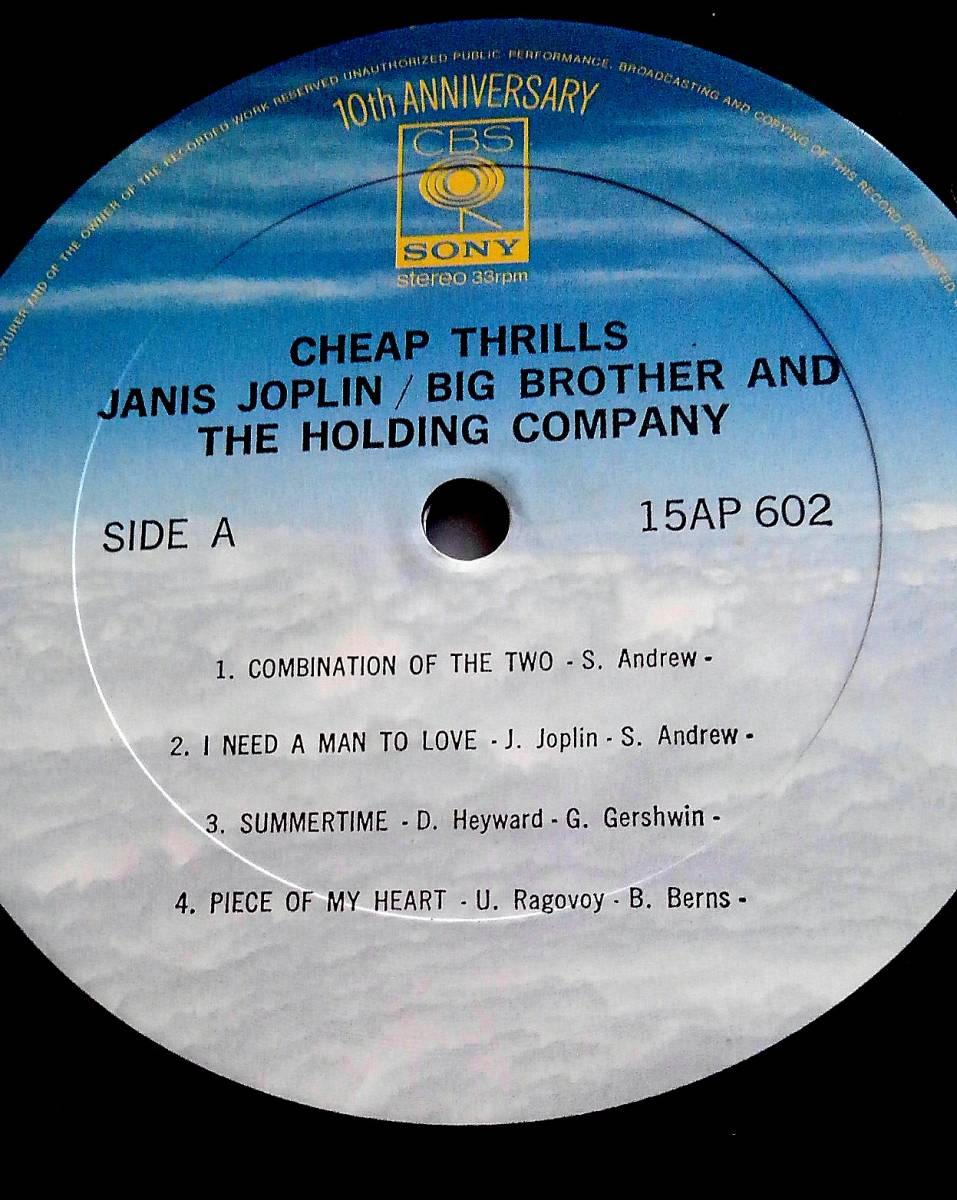 OF THE OWNER OF THE RECORDED WORK RESERVED UNAUTHORIZED PUBLIC PERFORMANCE, BROADCASTING AND COPYING OF THIS RECORD PROHIBITED
10th ANNIVERSARY
CBS
SONY
stereo 33rpm
CHEAP THRILLS
JANIS JOPLIN / BIG BROTHER AND
THE HOLDING COMPANY
SIDE A
15AP 602
1. COMBINATION OF THE TWO - S. Andrew -
2. I NEED A MAN TO LOVE - J. Joplin - S. Andrew -
3. SUMMERTIME - D. Heyward - G. Gershwin -
4. PIECE OF MY HEART - U. Ragovoy - B. Berns -